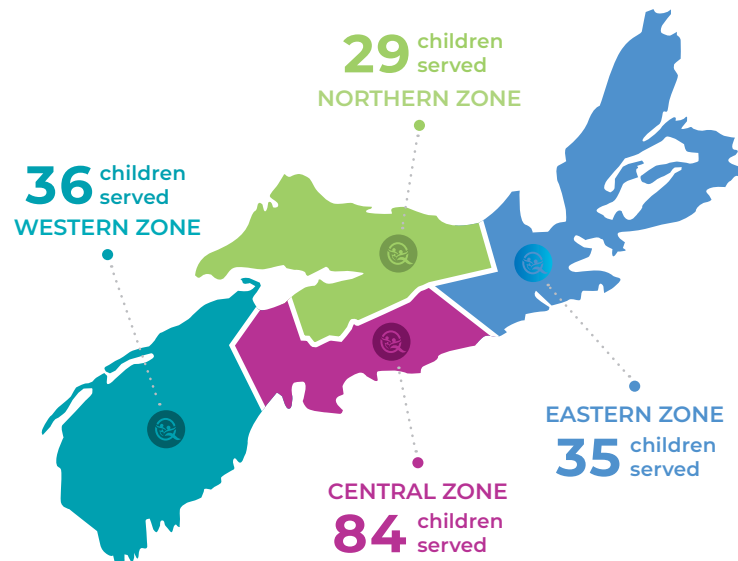 29 children
served
NORTHERN ZONE
36 children
served
WESTERN ZONE
EASTERN ZONE
35 children
served
CENTRAL ZONE
84 children
served